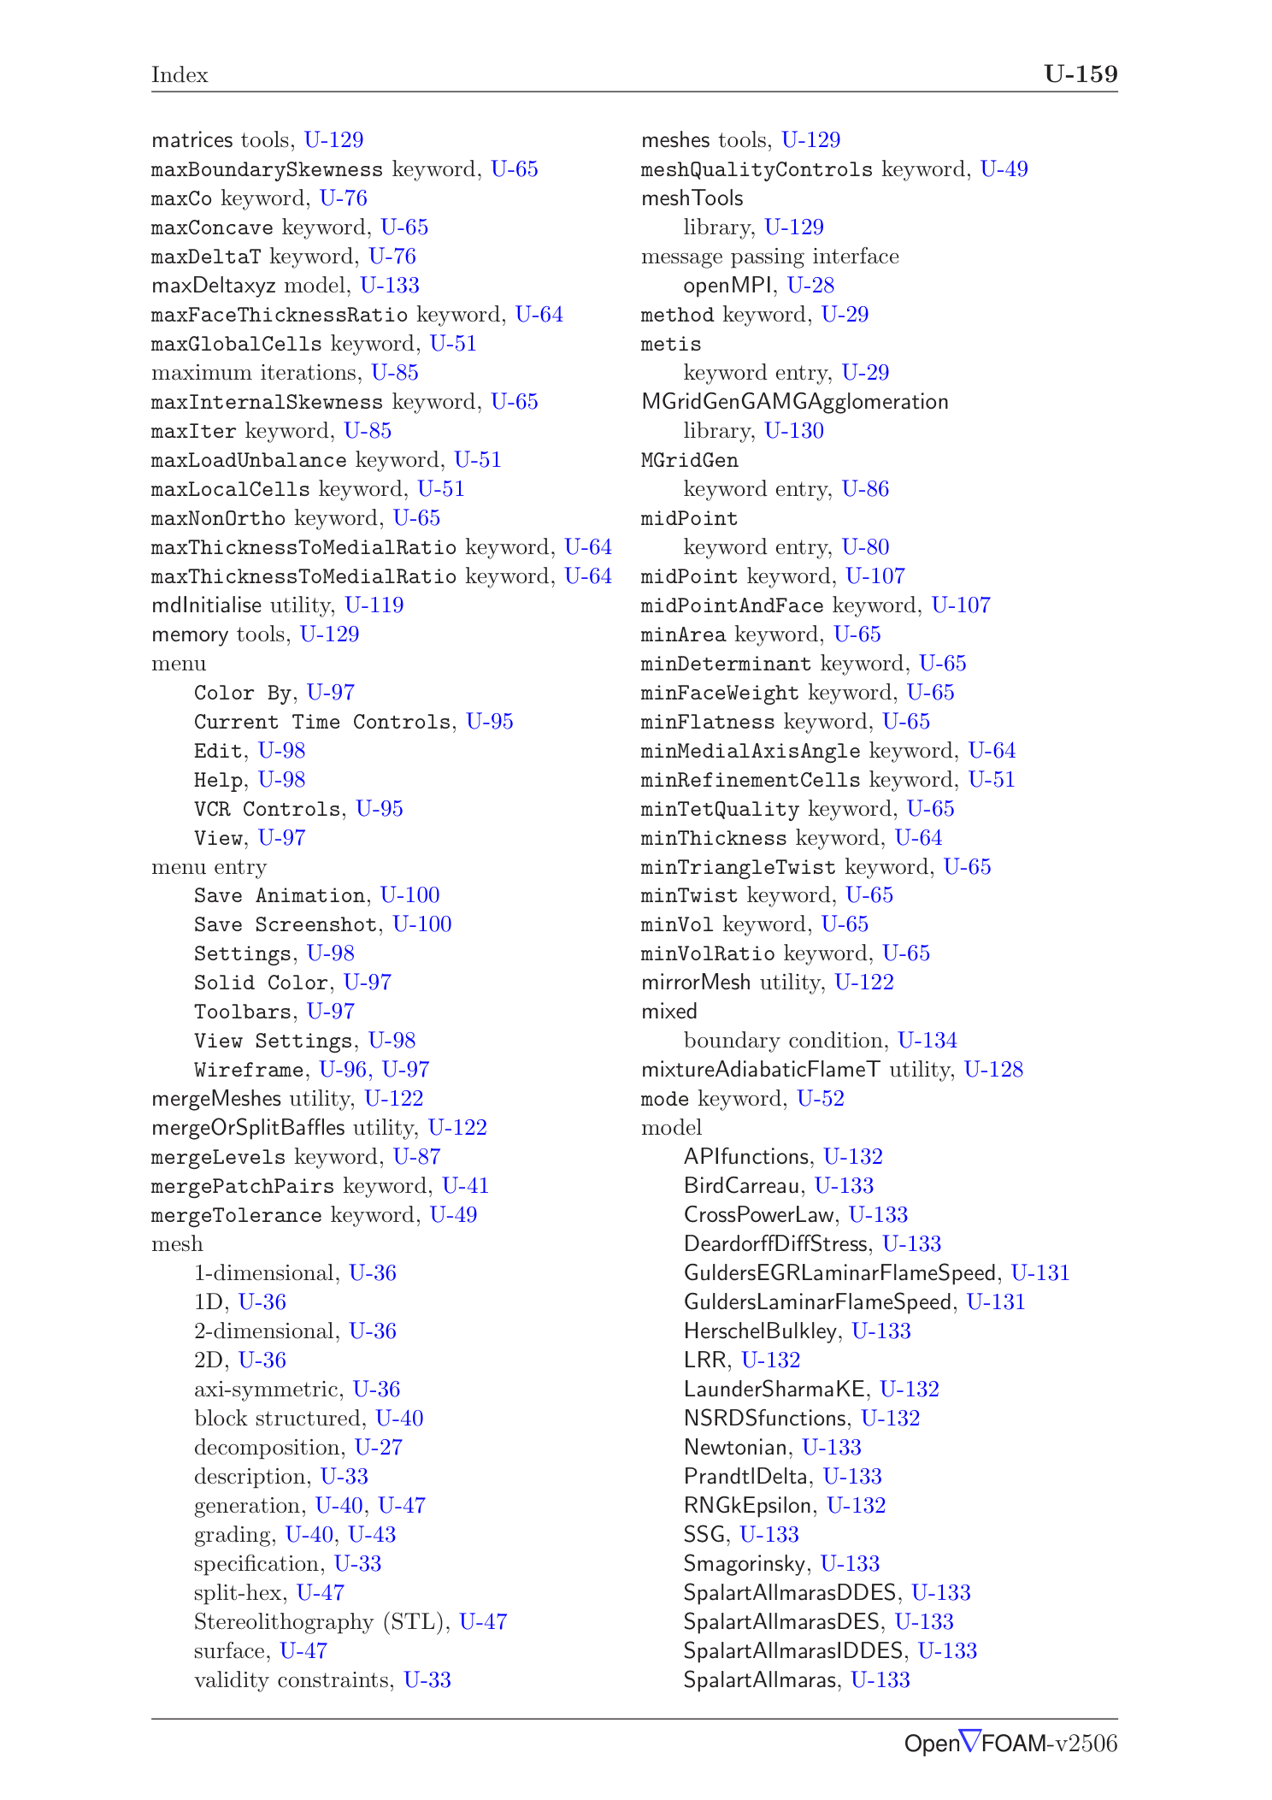 Index U-159
matrices tools, U-129
maxBoundarySkewness keyword, U-65
maxCo keyword, U-76
maxConcave keyword, U-65
maxDeltaT keyword, U-76
maxDeltaxyz model, U-133
maxFaceThicknessRatio keyword, U-64
maxGlobalCells keyword, U-51
maximum iterations, U-85
maxInternalSkewness keyword, U-65
maxIter keyword, U-85
maxLoadUnbalance keyword, U-51
maxLocalCells keyword, U-51
maxNonOrtho keyword, U-65
maxThicknessToMedialRatio keyword, U-64
maxThicknessToMedialRatio keyword, U-64
mdInitialise utility, U-119
memory tools, U-129
menu
Color By, U-97
Current Time Controls, U-95
Edit, U-98
Help, U-98
VCR Controls, U-95
View, U-97
menu entry
Save Animation, U-100
Save Screenshot, U-100
Settings, U-98
Solid Color, U-97
Toolbars, U-97
View Settings, U-98
Wireframe, U-96, U-97
mergeMeshes utility, U-122
mergeOrSplitBaffles utility, U-122
mergeLevels keyword, U-87
mergePatchPairs keyword, U-41
mergeTolerance keyword, U-49
mesh
1-dimensional, U-36
1D, U-36
2-dimensional, U-36
2D, U-36
axi-symmetric, U-36
block structured, U-40
decomposition, U-27
description, U-33
generation, U-40, U-47
grading, U-40, U-43
specification, U-33
split-hex, U-47
Stereolithography (STL), U-47
surface, U-47
validity constraints, U-33
meshes tools, U-129
meshQualityControls keyword, U-49
meshTools
library, U-129
message passing interface
openMPI, U-28
method keyword, U-29
metis
keyword entry, U-29
MGridGenGAMGAgglomeration
library, U-130
MGridGen
keyword entry, U-86
midPoint
keyword entry, U-80
midPoint keyword, U-107
midPointAndFace keyword, U-107
minArea keyword, U-65
minDeterminant keyword, U-65
minFaceWeight keyword, U-65
minFlatness keyword, U-65
minMedialAxisAngle keyword, U-64
minRefinementCells keyword, U-51
minTetQuality keyword, U-65
minThickness keyword, U-64
minTriangleTwist keyword, U-65
minTwist keyword, U-65
minVol keyword, U-65
minVolRatio keyword, U-65
mirrorMesh utility, U-122
mixed
boundary condition, U-134
mixtureAdiabaticFlameT utility, U-128
mode keyword, U-52
model
APIfunctions, U-132
BirdCarreau, U-133
CrossPowerLaw, U-133
DeardorffDiffStress, U-133
GuldersEGRLaminarFlameSpeed, U-131
GuldersLaminarFlameSpeed, U-131
HerschelBulkley, U-133
LRR, U-132
LaunderSharmaKE, U-132
NSRDSfunctions, U-132
Newtonian, U-133
PrandtlDelta, U-133
RNGkEpsilon, U-132
SSG, U-133
Smagorinsky, U-133
SpalartAllmarasDDES, U-133
SpalartAllmarasDES, U-133
SpalartAllmarasIDDES, U-133
SpalartAllmaras, U-133
Open∇FOAM-v2506